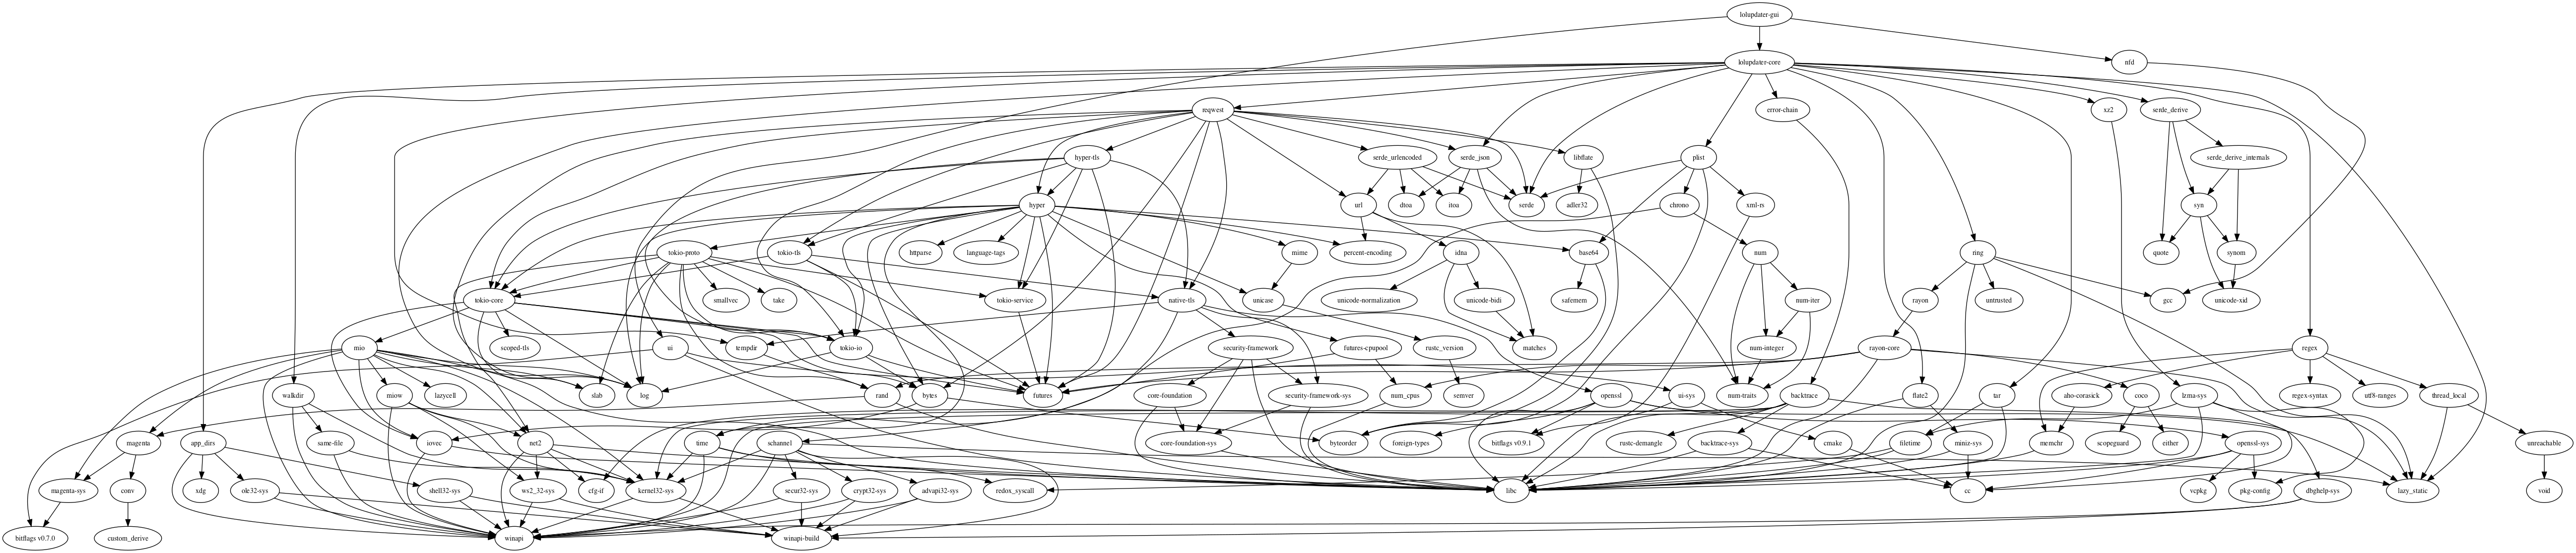 lolupdater-gui
lolupdater-core
nfd
reqwest
error-chain
xz2
serde_derive
hyper-tls
serde_urlencoded
serde_json
libflate
plist
serde_derive_internals
hyper
url
dtoa
itoa
serde
adler32
chrono
xml-rs
syn
tokio-proto
tokio-tls
httparse
language-tags
mime
percent-encoding
idna
base64
num
ring
quote
synom
tokio-core
smallvec
take
tokio-service
native-tls
unicase
unicode-normalization
unicode-bidi
safemem
num-iter
rayon
untrusted
gcc
unicode-xid
mio
scoped-tls
ui
tempdir
tokio-io
security-framework
futures-cpupool
rustc_version
matches
num-integer
rayon-core
regex
walkdir
miow
lazycell
slab
log
rand
bytes
futures
core-foundation
security-framework-sys
num_cpus
semver
openssl
ui-sys
num-traits
backtrace
flate2
tar
aho-corasick
coco
lzma-sys
regex-syntax
utf8-ranges
thread_local
magenta
app_dirs
same-file
iovec
net2
time
schannel
core-foundation-sys
byteorder
foreign-types
bitflags v0.9.1
rustc-demangle
backtrace-sys
cmake
filetime
miniz-sys
memchr
scopeguard
either
openssl-sys
unreachable
magenta-sys
conv
xdg
ole32-sys
shell32-sys
ws2_32-sys
cfg-if
kernel32-sys
secur32-sys
crypt32-sys
advapi32-sys
redox_syscall
libc
cc
vcpkg
pkg-config
dbghelp-sys
lazy_static
void
bitflags v0.7.0
custom_derive
winapi
winapi-build